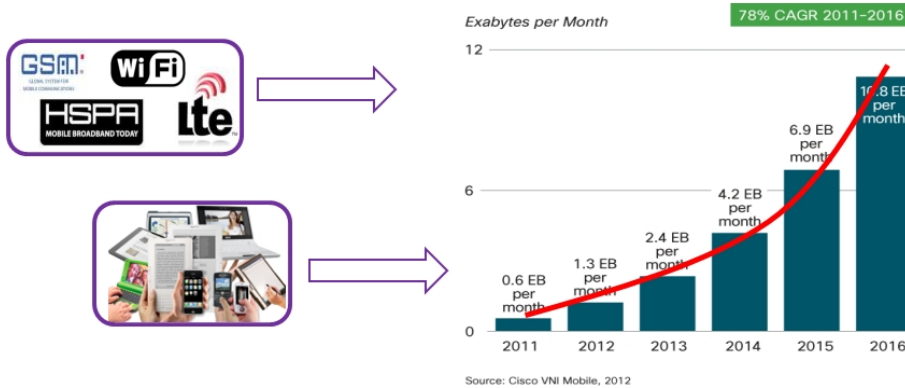 GSM
GLOBAL SYSTEM FOR
MOBILE COMMUNICATIONS
Wi Fi
HSPA
MOBILE BROADBAND TODAY
Lte
Exabytes per Month
78% CAGR 2011–2016
12
6
0
0.6 EB
per
month
1.3 EB
per
month
2.4 EB
per
month
4.2 EB
per
month
6.9 EB
per
month
10.8 EB
per
month
2011 2012 2013 2014 2015 2016
Source: Cisco VNI Mobile, 2012